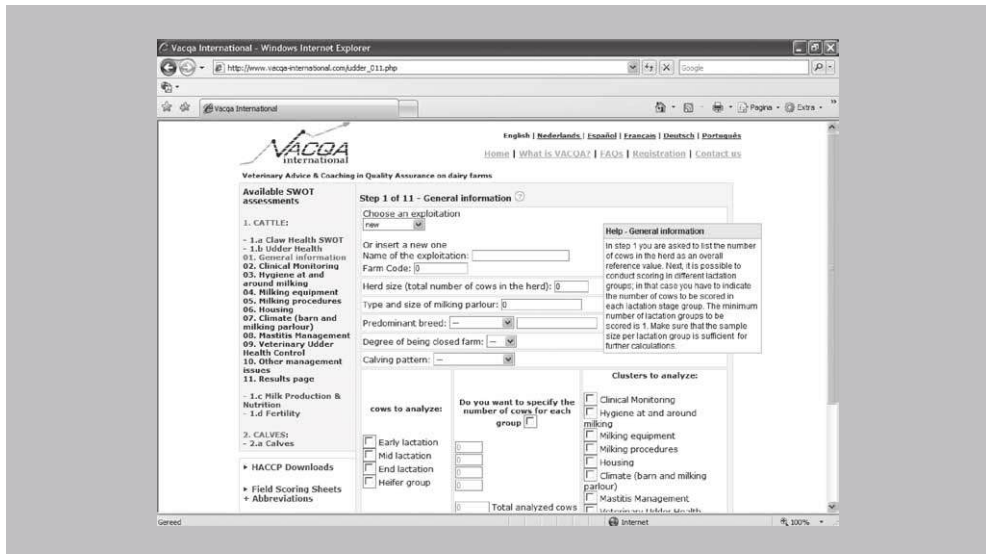 Vacqa International - Windows Internet Explorer
http://www.vacqa-international.com/udder_011.php
Google
Vacqa International
Pagina
Extra
English | Nederlands | Español | Francais | Deutsch | Português
VACQA
international
Home | What is VACQA? | FAQs | Registration | Contact us
Veterinary Advice & Coaching in Quality Assurance on dairy farms
Available SWOT
assessments
1. CATTLE:
- 1.a Claw Health SWOT
- 1.b Udder Health
01. General information
02. Clinical Monitoring
03. Hygiene at and
around milking
04. Milking equipment
05. Milking procedures
06. Housing
07. Climate (barn and
milking parlor)
08. Mastitis Management
09. Veterinary Udder
Health Control
10. Other management
issues
11. Results page
- 1.c Milk Production &
Nutrition
- 1.d Fertility
2. CALVES:
- 2.a Calves
▸ HACCP Downloads
▸ Field Scoring Sheets
+ Abbreviations
Step 1 of 11 - General information ?
Choose an exploitation
new
Or insert a new one
Name of the exploitation:
Farm Code: 0
Herd size (total number of cows in the herd): 0
Type and size of milking parlour: 0
Predominant breed: --
Degree of being closed farm: --
Calving pattern: --
Help - General information
In step 1 you are asked to list the number
of cows in the herd as an overall
reference value. Next, it is possible to
conduct scoring in different lactation
groups; in that case you have to indicate
the number of cows to be scored in
each lactation stage group. The minimum
number of lactation groups to be
scored is 1. Make sure that the sample
size per lactation group is sufficient for
further calculations.
cows to analyze:
Early lactation
Mid lactation
End lactation
Heifer group
Do you want to specify the
number of cows for each
group
0
0
0
0
0 Total analyzed cows
Clusters to analyze:
Clinical Monitoring
Hygiene at and around
milking
Milking equipment
Milking procedures
Housing
Climate (barn and milking
parlour)
Mastitis Management
Veterinary Udder Health
Gereed
Internet
100%